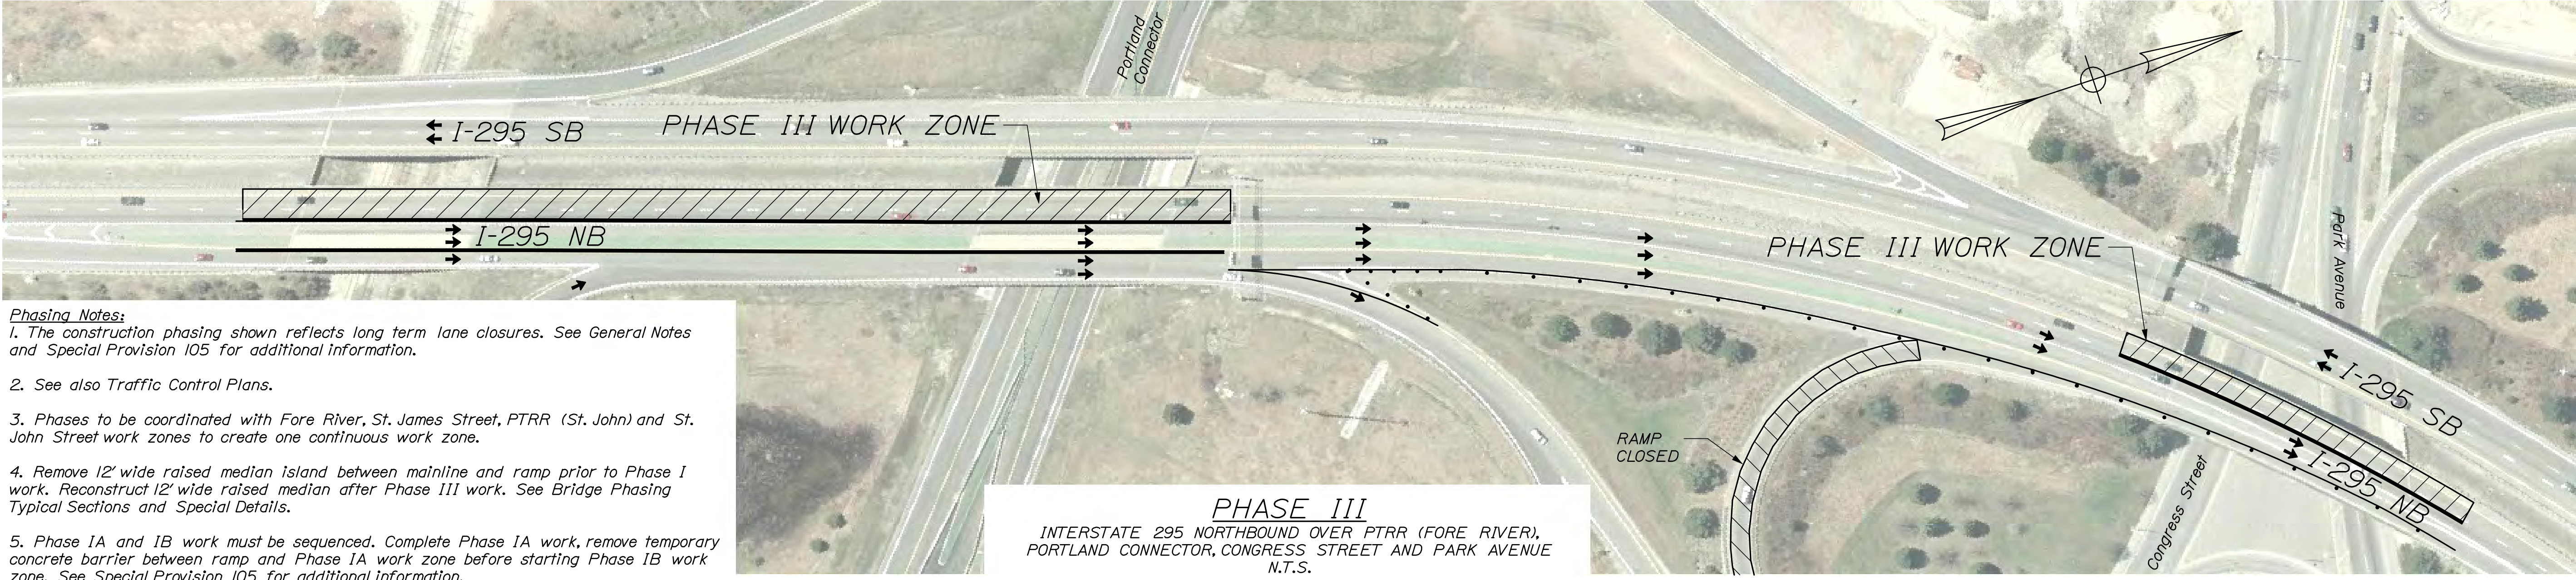 Portland
Connector
I-295 SB
PHASE III WORK ZONE
I-295 NB
PHASE III WORK ZONE
Park Avenue
I-295 SB
I-295 NB
Congress Street
RAMP
CLOSED
Phasing Notes:
1. The construction phasing shown reflects long term lane closures. See General Notes
and Special Provision 105 for additional information.
2. See also Traffic Control Plans.
3. Phases to be coordinated with Fore River, St. James Street, PTRR (St. John) and St.
John Street work zones to create one continuous work zone.
4. Remove 12' wide raised median island between mainline and ramp prior to Phase I
work. Reconstruct 12' wide raised median after Phase III work. See Bridge Phasing
Typical Sections and Special Details.
5. Phase IA and IB work must be sequenced. Complete Phase IA work, remove temporary
concrete barrier between ramp and Phase IA work zone before starting Phase IB work
zone. See Special Provision 105 for additional information.
PHASE III
INTERSTATE 295 NORTHBOUND OVER PTRR (FORE RIVER),
PORTLAND CONNECTOR, CONGRESS STREET AND PARK AVENUE
N.T.S.